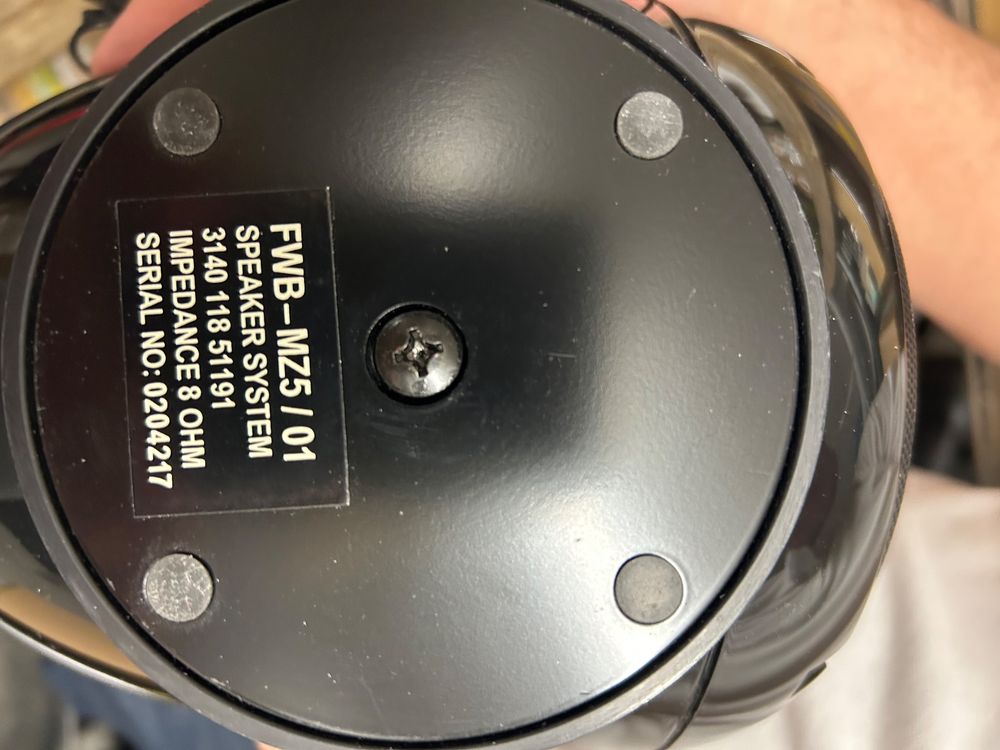 FWB–MZ5 / 01
SPEAKER SYSTEM
3140 118 51191
IMPEDANCE 8 OHM
SERIAL NO: 0204217